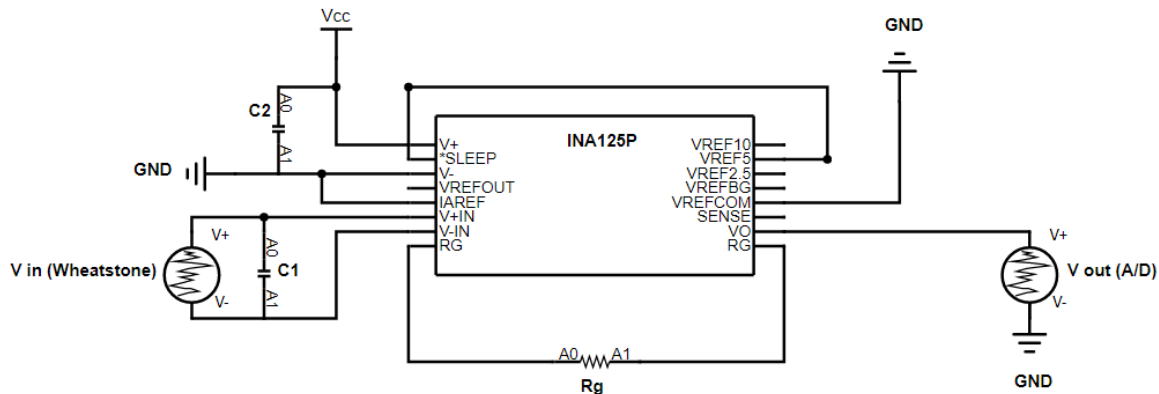 Vcc
GND
C2
A0
A1
INA125P
V+
*SLEEP
V-
VREFOUT
IAREF
V+IN
V-IN
RG
VREF10
VREF5
VREF2.5
VREFBG
VREFCOM
SENSE
VO
RG
GND
V in (Wheatstone)
V+
V-
A0
C1
A1
V+
V out (A/D)
V-
GND
A0
A1
Rg